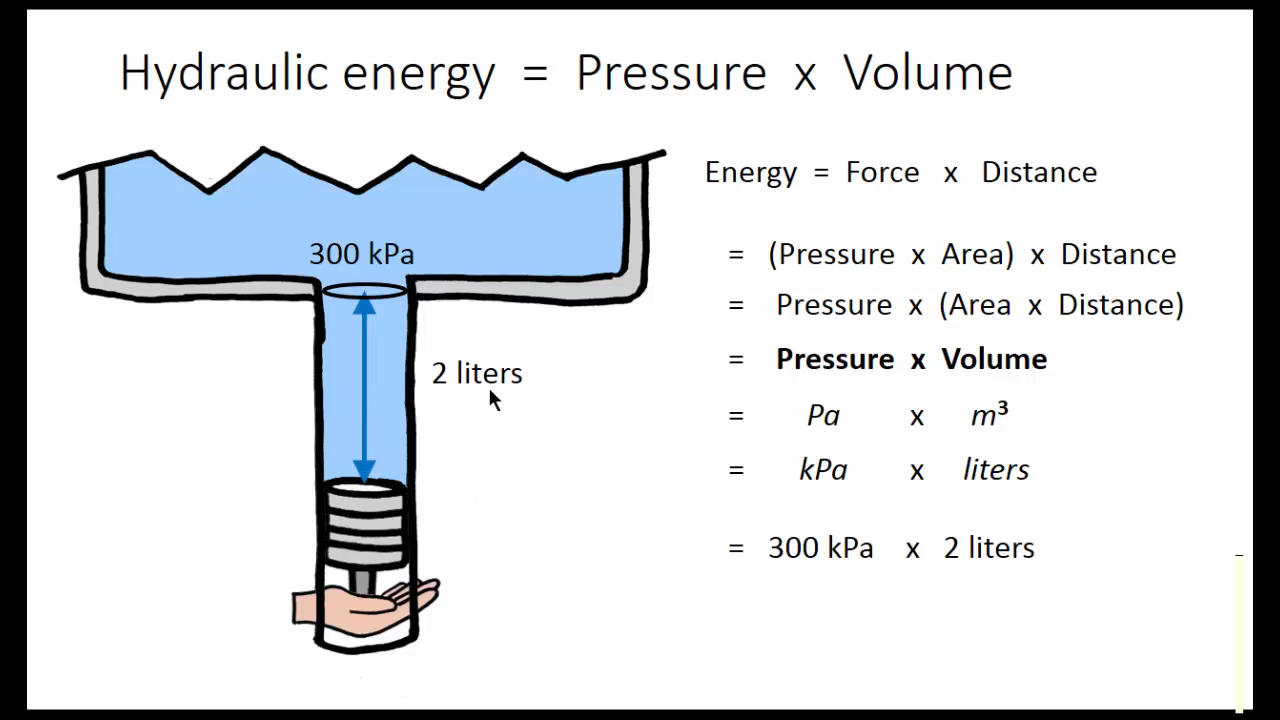 Hydraulic energy = Pressure x Volume
Energy = Force x Distance
300 kPa
= (Pressure x Area) x Distance
= Pressure x (Area x Distance)
2 liters
= Pressure x Volume
= Pa x m³
= kPa x liters
= 300 kPa x 2 liters